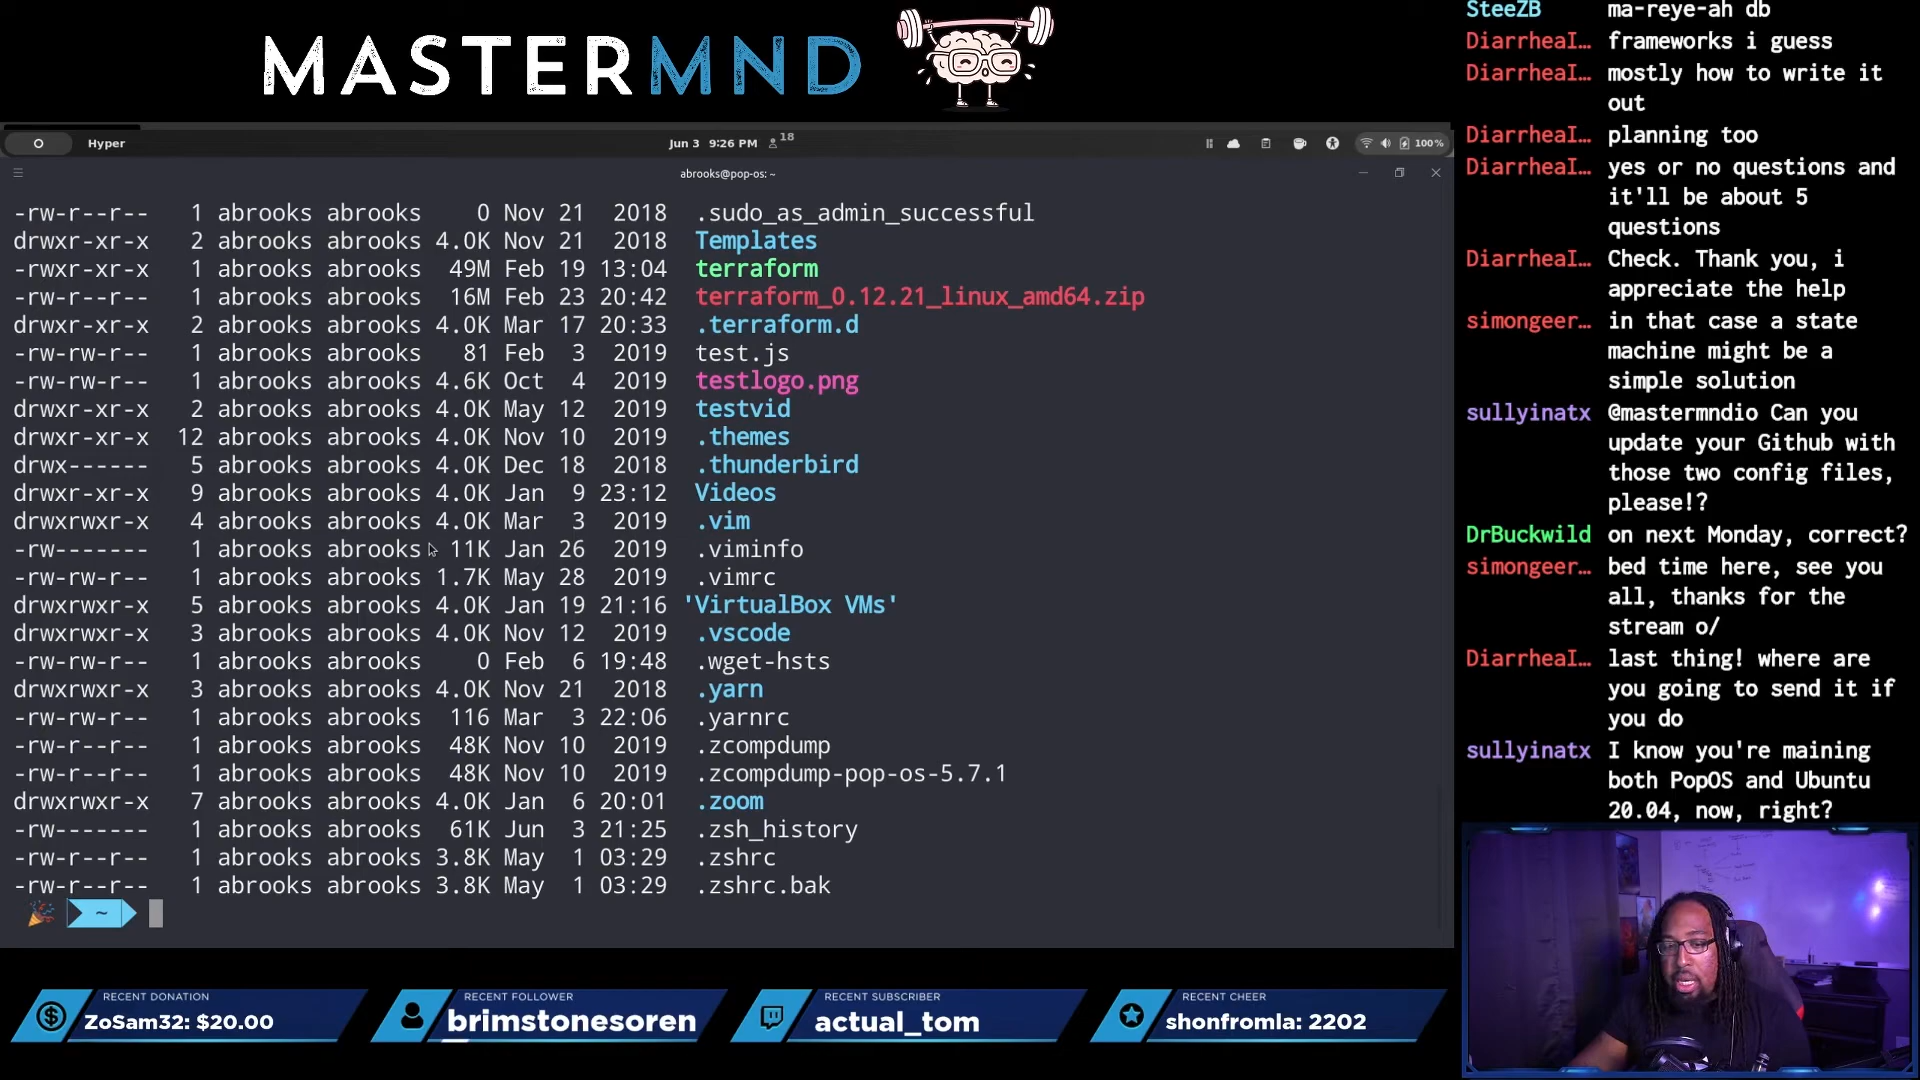 MASTERMND
Hyper
Jun 3 9:26 PM
18
100%
abrooks@pop-os: ~
-rw-r--r-- 1 abrooks abrooks 0 Nov 21 2018 .sudo_as_admin_successful
drwxr-xr-x 2 abrooks abrooks 4.0K Nov 21 2018 Templates
-rwxr-xr-x 1 abrooks abrooks 49M Feb 19 13:04 terraform
-rw-rw-r-- 1 abrooks abrooks 16M Feb 23 20:42 terraform_0.12.21_linux_amd64.zip
drwxr-xr-x 2 abrooks abrooks 4.0K Mar 17 20:33 .terraform.d
-rw-rw-r-- 1 abrooks abrooks 81 Feb 3 2019 test.js
-rw-rw-r-- 1 abrooks abrooks 4.6K Oct 4 2019 testlogo.png
drwxrwxr-x 2 abrooks abrooks 4.0K May 12 2019 testvid
drwxr-xr-x 12 abrooks abrooks 4.0K Nov 10 2019 .themes
drwx------ 5 abrooks abrooks 4.0K Dec 18 2018 .thunderbird
drwxr-xr-x 9 abrooks abrooks 4.0K Jan 9 23:12 Videos
drwxrwxr-x 4 abrooks abrooks 4.0K Mar 3 2019 .vim
-rw------- 1 abrooks abrooks 11K Jan 26 2019 .viminfo
-rw-rw-r-- 1 abrooks abrooks 1.7K May 28 2019 .vimrc
drwxrwxr-x 5 abrooks abrooks 4.0K Jan 19 21:16 'VirtualBox VMs'
drwxrwxr-x 3 abrooks abrooks 4.0K Nov 12 2019 .vscode
-rw-rw-r-- 1 abrooks abrooks 0 Feb 6 19:48 .wget-hsts
drwxrwxr-x 3 abrooks abrooks 4.0K Nov 21 2018 .yarn
-rw-rw-r-- 1 abrooks abrooks 116 Mar 3 22:06 .yarnrc
-rw-rw-r-- 1 abrooks abrooks 48K Nov 10 2019 .zcompdump
-rw-rw-r-- 1 abrooks abrooks 48K Nov 10 2019 .zcompdump-pop-os-5.7.1
drwxrwxr-x 7 abrooks abrooks 4.0K Jan 6 20:01 .zoom
-rw------- 1 abrooks abrooks 61K Jun 3 21:25 .zsh_history
-rw-r--r-- 1 abrooks abrooks 3.8K May 1 03:29 .zshrc
-rw-r--r-- 1 abrooks abrooks 3.8K May 1 03:29 .zshrc.bak
~
SteeZB ma-reye-ah db
DiarrheaI… frameworks i guess
DiarrheaI… mostly how to write it
out
DiarrheaI… planning too
DiarrheaI… yes or no questions and
it'll be about 5
questions
DiarrheaI… Check. Thank you, i
appreciate the help
simongeer… in that case a state
machine might be a
simple solution
sullyinatx @mastermndio Can you
update your Github with
those two config files,
please!?
DrBuckwild on next Monday, correct?
simongeer… bed time here, see you
all, thanks for the
stream o/
DiarrheaI… last thing! where are
you going to send it if
you do
sullyinatx I know you're maining
both PopOS and Ubuntu
20.04, now, right?
RECENT DONATION
ZoSam32: $20.00
RECENT FOLLOWER
brimstonesoren
RECENT SUBSCRIBER
actual_tom
RECENT CHEER
shonfromla: 2202